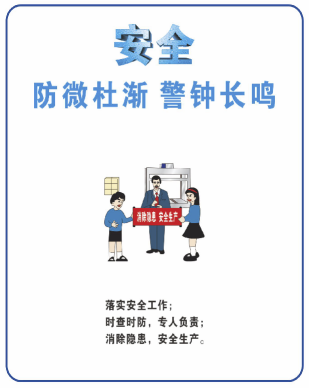 安全
防微杜渐 警钟长鸣
消除隐患 安全生产
落实安全工作；
时查时防，专人负责；
消除隐患，安全生产。